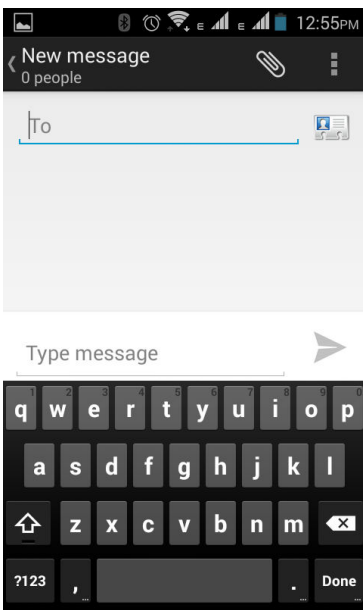 E E 12:55PM
New message
0 people
To
Type message
1 2 3 4 5 6 7 8 9 0
q w e r t y u i o p
a s d f g h j k l
z x c v b n m
?123 , ... . ... Done ...